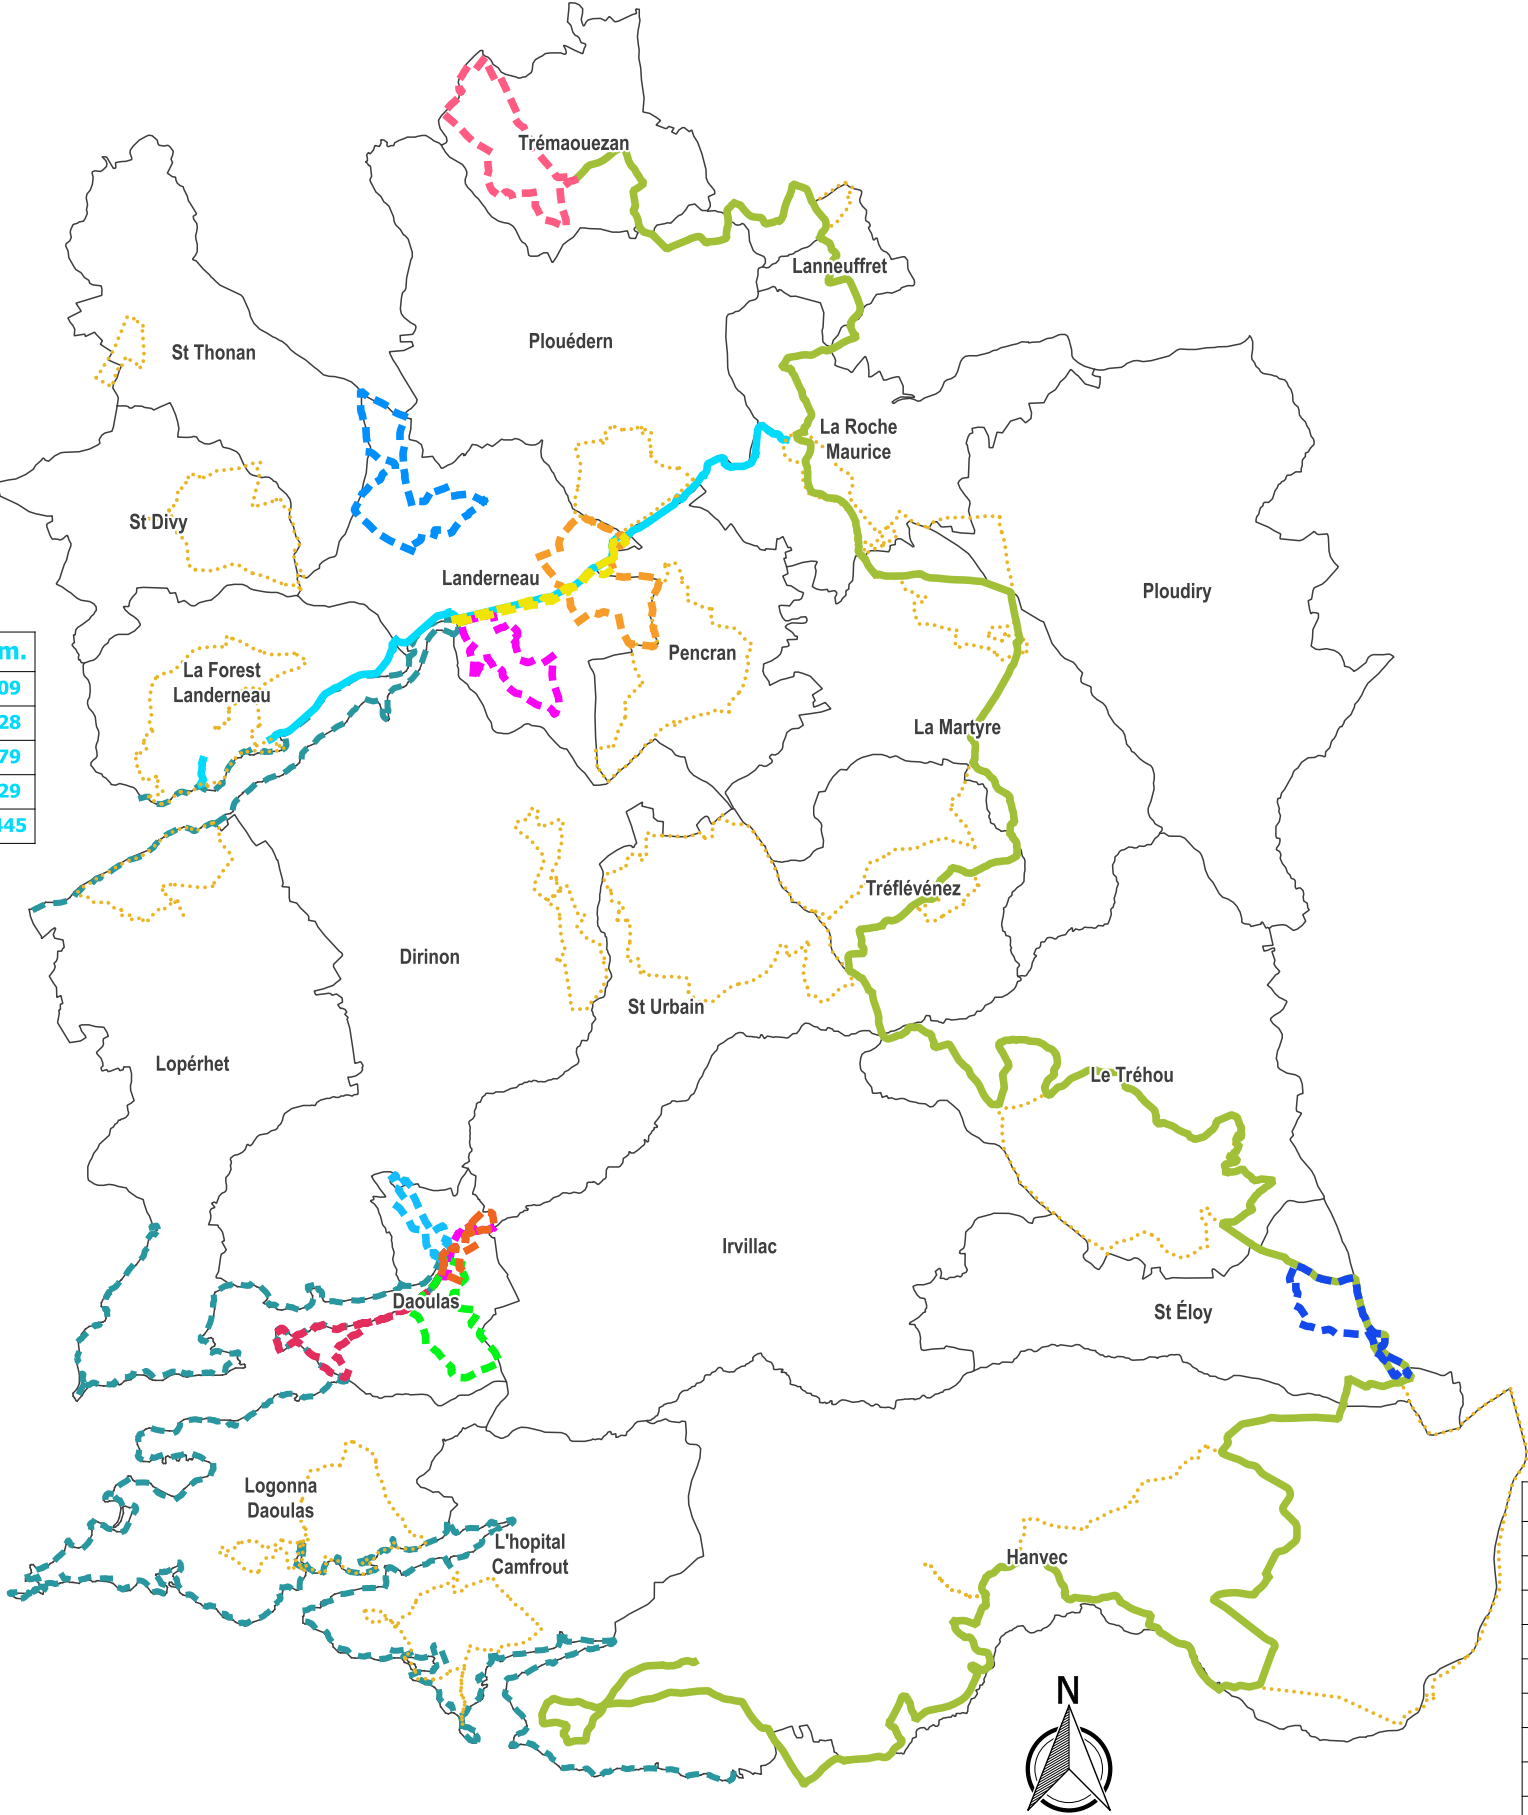 Trémaouezan
Lanneuffret
Plouédern
St Thonan
La Roche
Maurice
St Divy
Landerneau
Ploudiry
m.
09
28
79
29
445
La Forest
Landerneau
Pencran
La Martyre
Tréflévénez
Dirinon
St Urbain
Lopérhet
Le Tréhou
Irvillac
Daoulas
St Éloy
Logonna
Daoulas
L'hopital
Camfrout
Hanvec
N